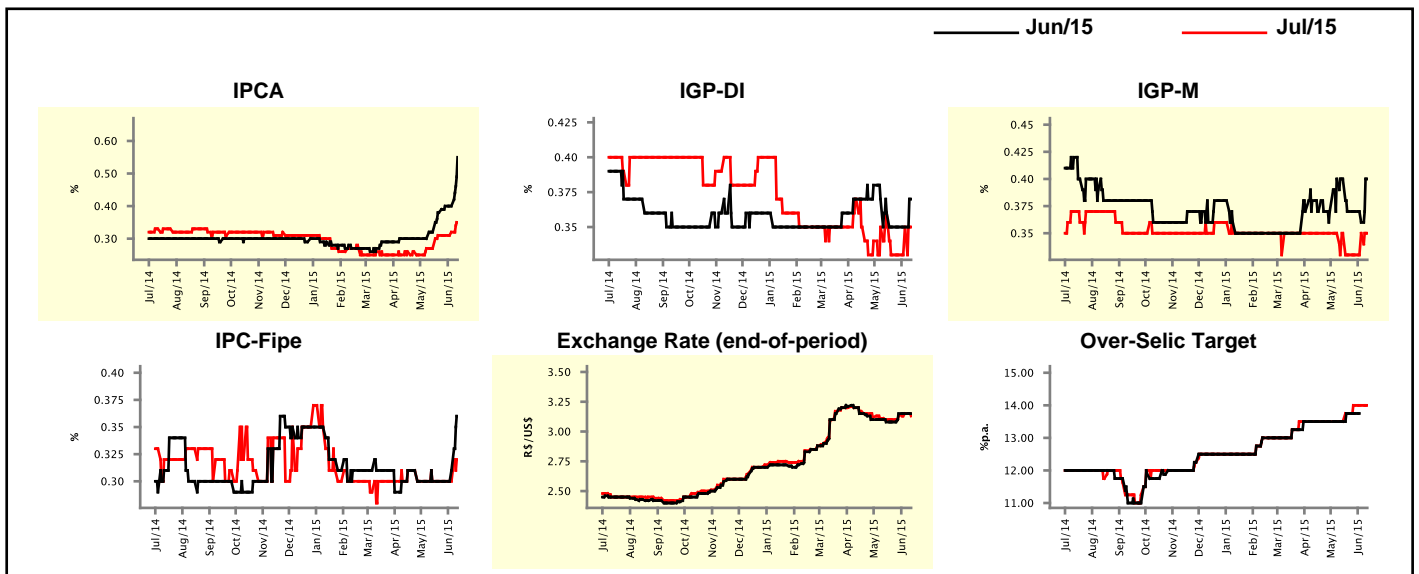 Jun/15 Jul/15
IPCA
%
0.60
0.50
0.40
0.30
Jul/14 Aug/14 Sep/14 Oct/14 Nov/14 Dec/14 Jan/15 Feb/15 Mar/15 Apr/15 May/15 Jun/15
IGP-DI
%
0.425
0.40
0.375
0.35
Jul/14 Aug/14 Sep/14 Oct/14 Nov/14 Dec/14 Jan/15 Feb/15 Mar/15 Apr/15 May/15 Jun/15
IGP-M
%
0.45
0.425
0.40
0.375
0.35
Jul/14 Aug/14 Sep/14 Oct/14 Nov/14 Dec/14 Jan/15 Feb/15 Mar/15 Apr/15 May/15 Jun/15
IPC-Fipe
%
0.40
0.375
0.35
0.325
0.30
Jul/14 Aug/14 Sep/14 Oct/14 Nov/14 Dec/14 Jan/15 Feb/15 Mar/15 Apr/15 May/15 Jun/15
Exchange Rate (end-of-period)
R$/US$
3.50
3.00
2.75
2.50
Jul/14 Aug/14 Sep/14 Oct/14 Nov/14 Dec/14 Jan/15 Feb/15 Mar/15 Apr/15 May/15 Jun/15
Over-Selic Target
%p.a.
15.00
14.00
13.00
12.00
11.00
Jul/14 Aug/14 Sep/14 Oct/14 Nov/14 Dec/14 Jan/15 Feb/15 Mar/15 Apr/15 May/15 Jun/15